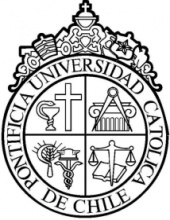 PONTIFICIA UNIVERSIDAD CATOLICA
DE CHILE